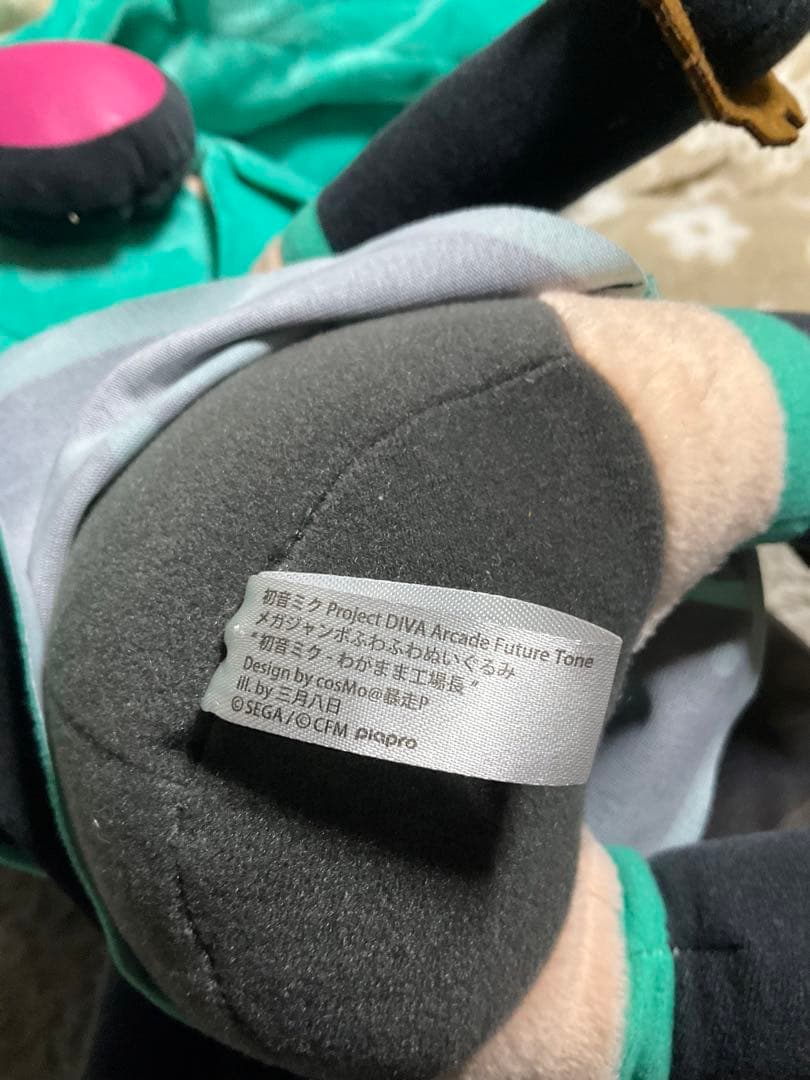 初音ミク Project DIVA Arcade Future Tone
メガジャンボふわふわぬいぐるみ
"初音ミク - わがまま工場長"
Design by cosMo@暴走P
ill. by 三月八日
©SEGA/©CFM piapro